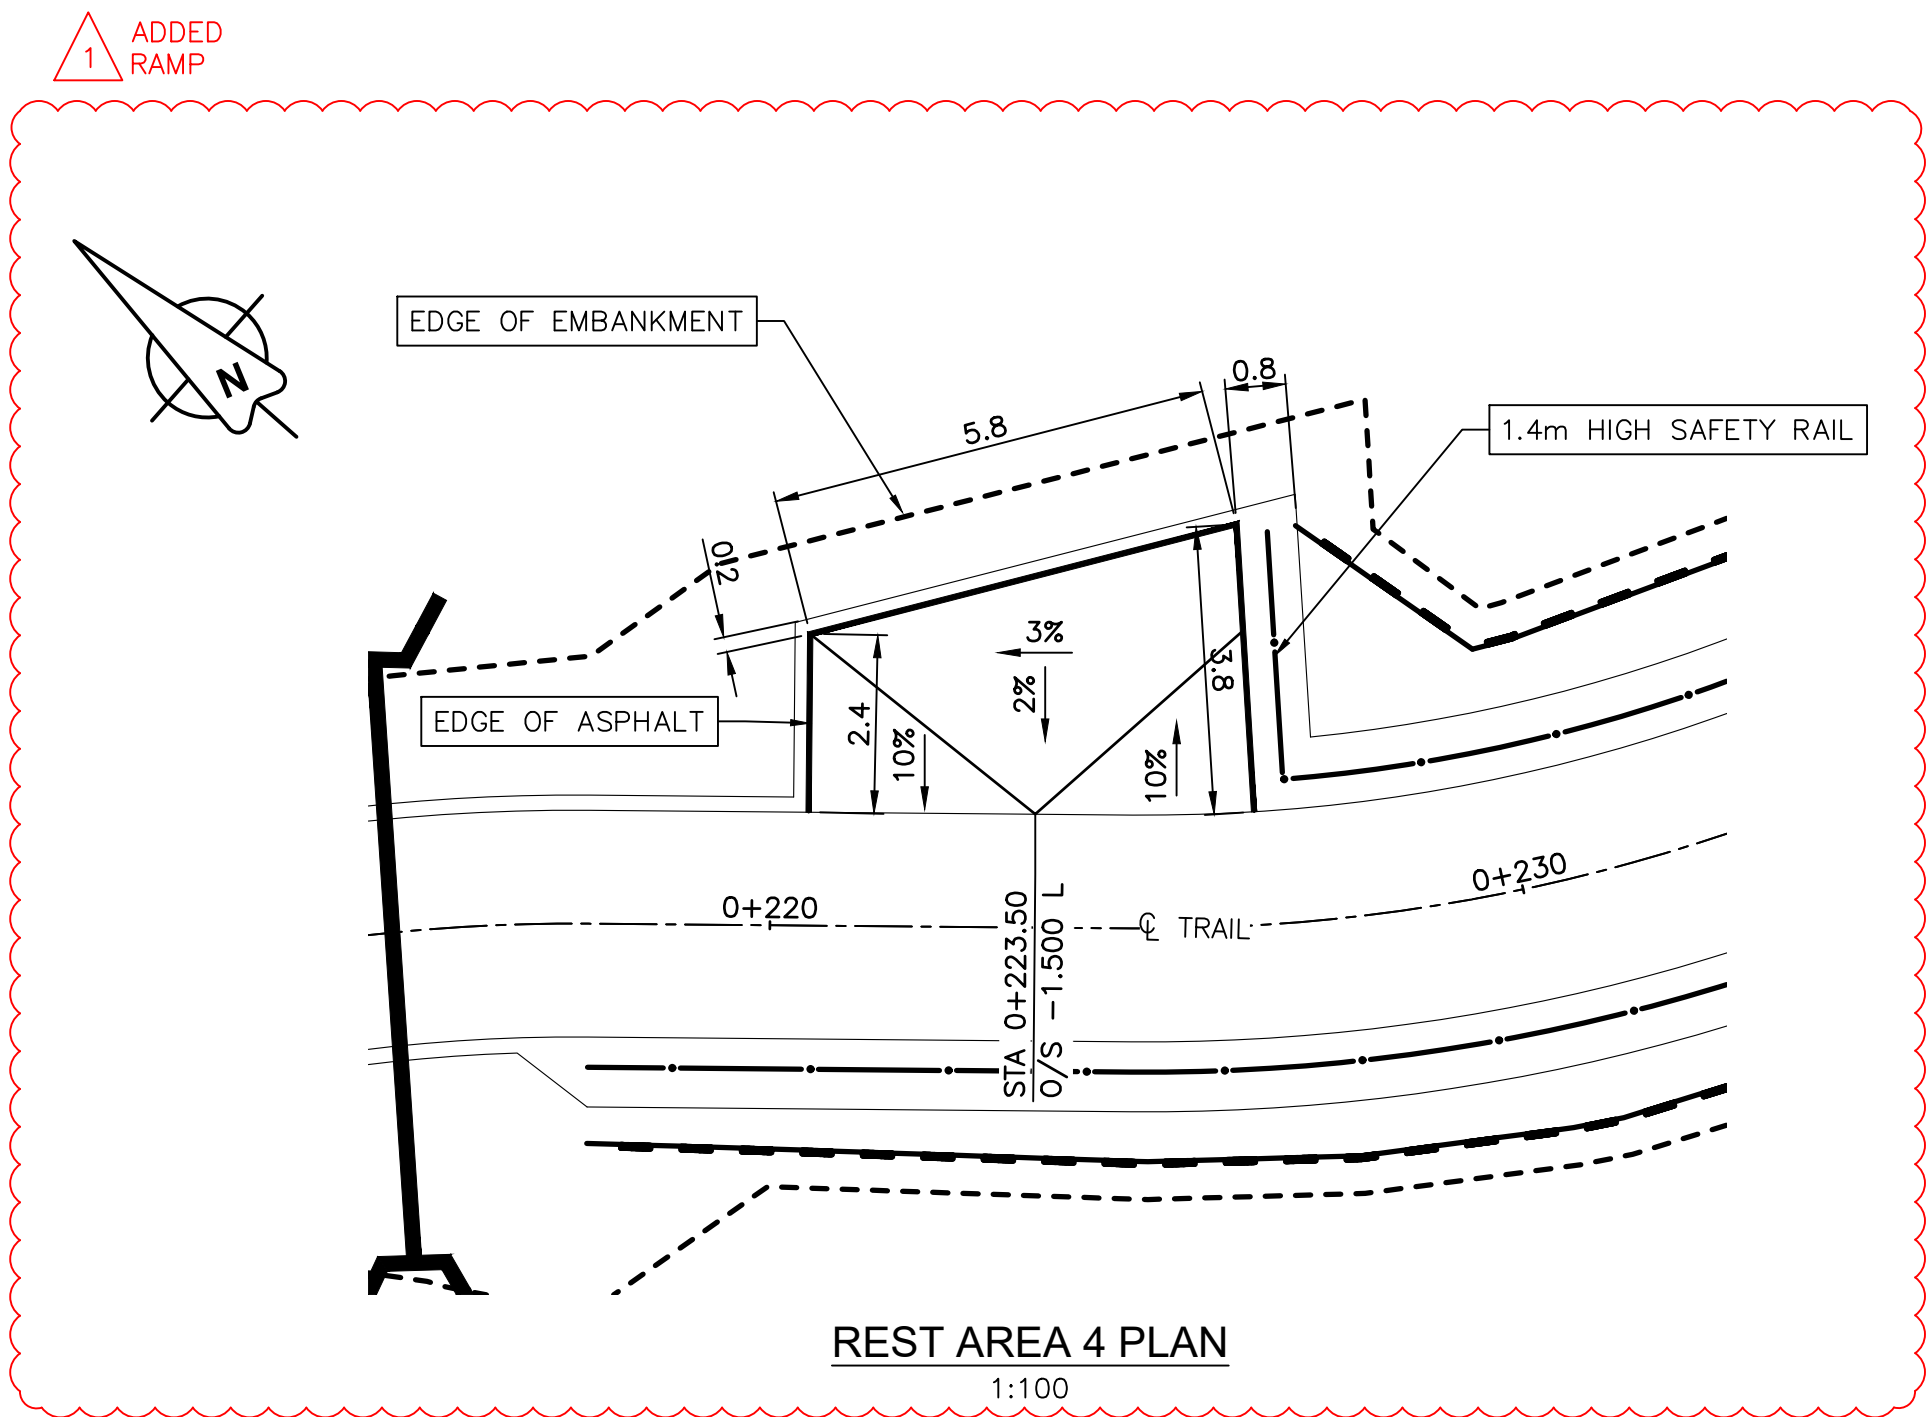 1
ADDED
RAMP
N
EDGE OF EMBANKMENT
5.8
0.8
1.4m HIGH SAFETY RAIL
0.2
3%
2%
3.8
EDGE OF ASPHALT
2.4
10%
10%
0+220
0+230
STA 0+223.50
O/S -1.500 L
℄ TRAIL
REST AREA 4 PLAN
1:100